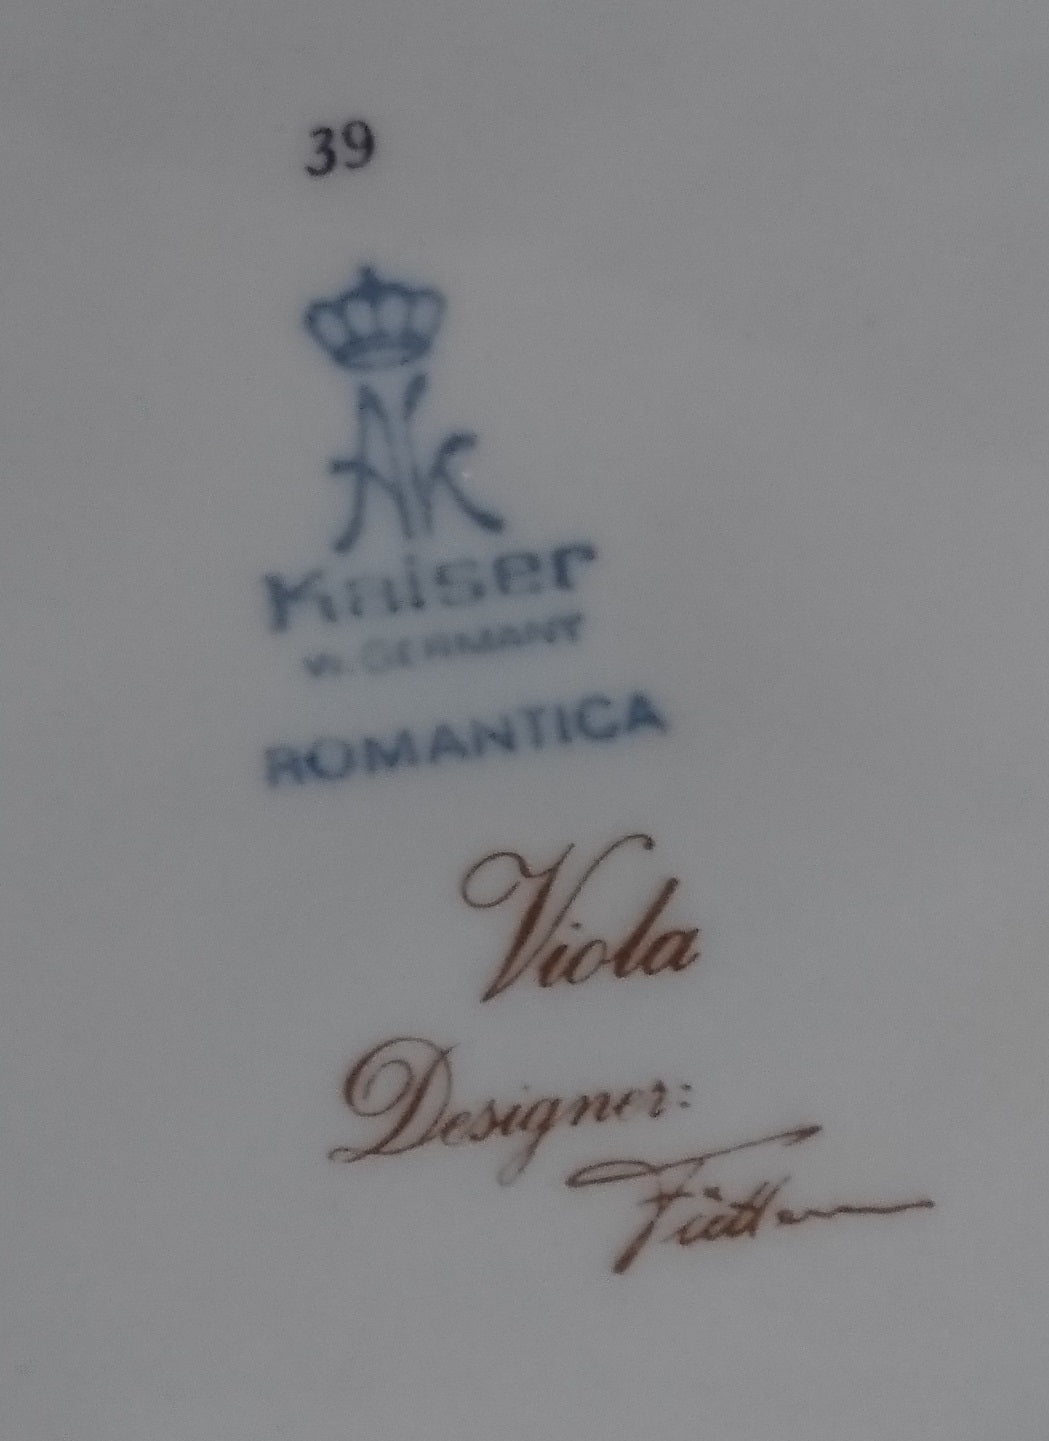 39
AK
Kaiser
W. GERMANY
ROMANTICA
Viola
Designer: